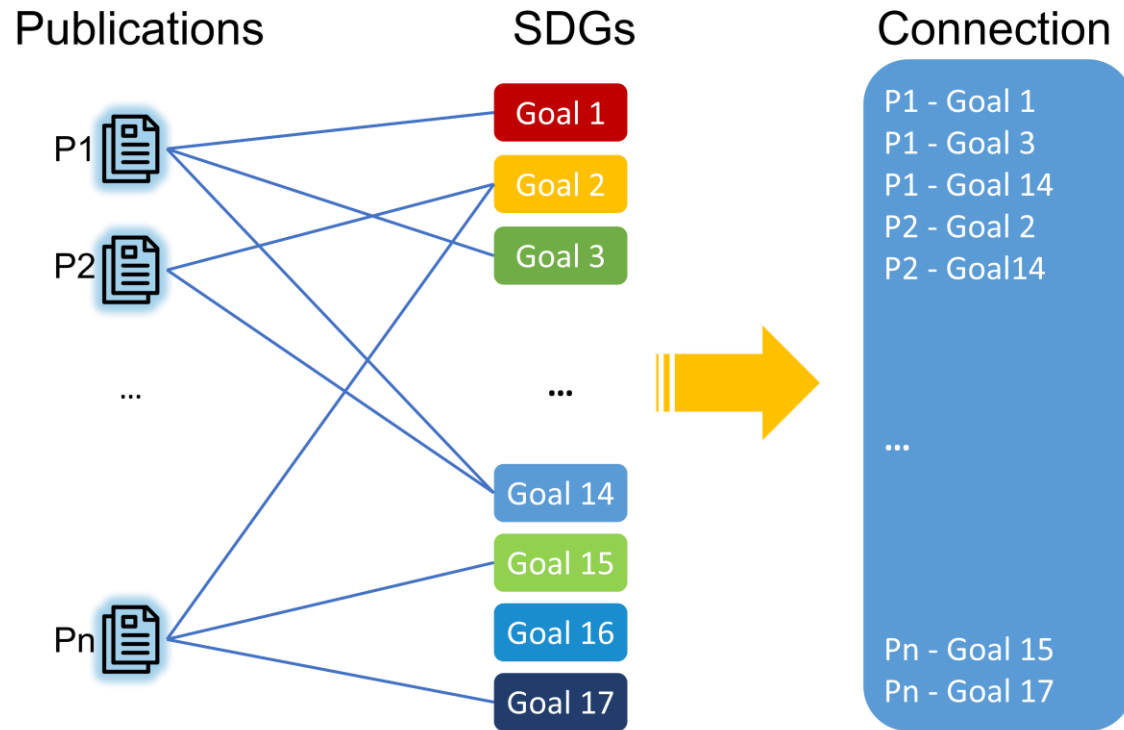 Publications
SDGs
Connection
P1
P2
...
Pn
Goal 1
Goal 2
Goal 3
...
Goal 14
Goal 15
Goal 16
Goal 17
P1 - Goal 1
P1 - Goal 3
P1 - Goal 14
P2 - Goal 2
P2 - Goal14
...
Pn - Goal 15
Pn - Goal 17